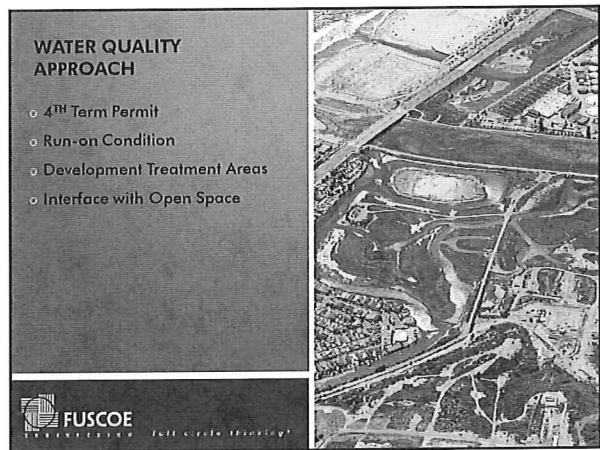 WATER QUALITY
APPROACH
4TH Term Permit
Run-on Condition
Development Treatment Areas
Interface with Open Space
FUSCOE
ENGINEERING full circle thinking®